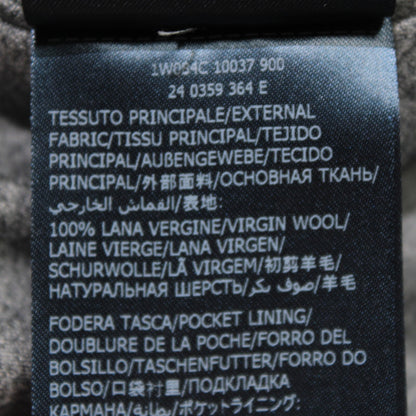 1W054C 10037 900
24 0359 364 E
TESSUTO PRINCIPALE/EXTERNAL
FABRIC/TISSU PRINCIPAL/TEJIDO
PRINCIPAL/AUßENGEWEBE/TECIDO
PRINCIPAL/外部面料/ОСНОВНАЯ ТКАНЬ/
القماش الخارجي/表地:
100% LANA VERGINE/VIRGIN WOOL/
LAINE VIERGE/LANA VIRGEN/
SCHURWOLLE/LÃ VIRGEM/初剪羊毛/
НАТУРАЛЬНАЯ ШЕРСТЬ/صوف بكر/羊毛
FODERA TASCA/POCKET LINING/
DOUBLURE DE LA POCHE/FORRO DEL
BOLSILLO/TASCHENFUTTER/FORRO DO
BOLSO/口袋衬里/ПОДКЛАДКА
КАРМАНА/بطانة/ポケットライニング: